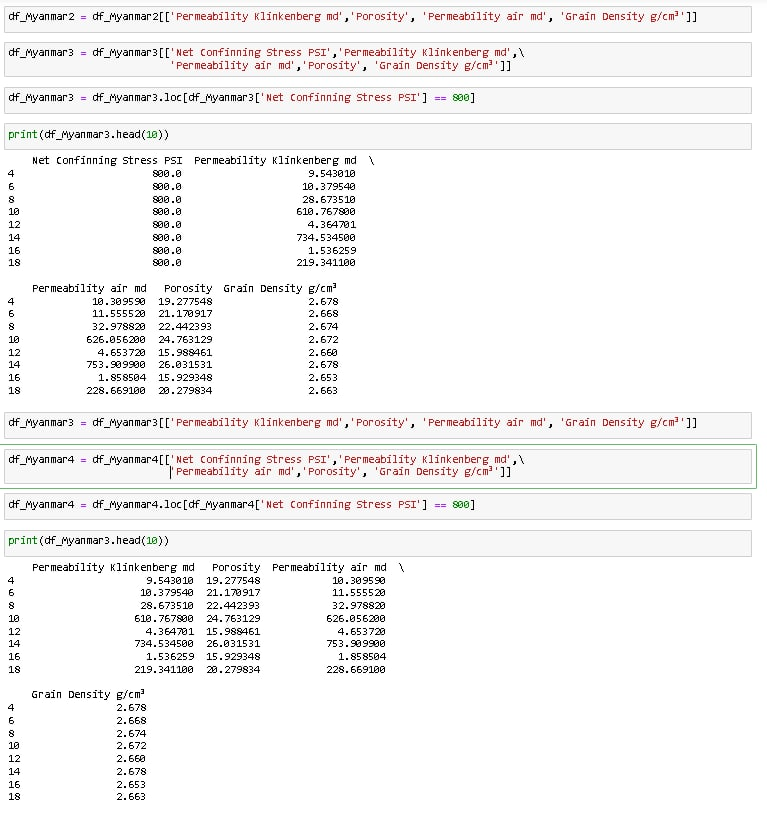 df_Myanmar2 = df_Myanmar2[['Permeability Klinkenberg md','Porosity', 'Permeability air md', 'Grain Density g/cm³']]
df_Myanmar3 = df_Myanmar3[['Net Confinning Stress PSI','Permeability Klinkenberg md',\
'Permeability air md','Porosity', 'Grain Density g/cm³']]
df_Myanmar3 = df_Myanmar3.loc[df_Myanmar3['Net Confinning Stress PSI'] == 800]
print(df_Myanmar3.head(10))
Net Confinning Stress PSI Permeability Klinkenberg md \
4 800.0 9.543010
6 800.0 10.379540
8 800.0 28.673510
10 800.0 610.767800
12 800.0 4.364701
14 800.0 734.534500
16 800.0 1.536259
18 800.0 219.341100
Permeability air md Porosity Grain Density g/cm³
4 10.309590 19.277548 2.678
6 11.555520 21.170917 2.668
8 32.978820 22.442393 2.674
10 626.056200 24.763129 2.672
12 4.653720 15.988461 2.660
14 753.909900 26.031531 2.678
16 1.858504 15.929348 2.653
18 228.669100 20.279834 2.663
df_Myanmar3 = df_Myanmar3[['Permeability Klinkenberg md','Porosity', 'Permeability air md', 'Grain Density g/cm³']]
df_Myanmar4 = df_Myanmar4[['Net Confinning Stress PSI','Permeability Klinkenberg md',\
'Permeability air md','Porosity', 'Grain Density g/cm³']]
df_Myanmar4 = df_Myanmar4.loc[df_Myanmar4['Net Confinning Stress PSI'] == 800]
print(df_Myanmar3.head(10))
Permeability Klinkenberg md Porosity Permeability air md \
4 9.543010 19.277548 10.309590
6 10.379540 21.170917 11.555520
8 28.673510 22.442393 32.978820
10 610.767800 24.763129 626.056200
12 4.364701 15.988461 4.653720
14 734.534500 26.031531 753.909900
16 1.536259 15.929348 1.858504
18 219.341100 20.279834 228.669100
Grain Density g/cm³
4 2.678
6 2.668
8 2.674
10 2.672
12 2.660
14 2.678
16 2.653
18 2.663